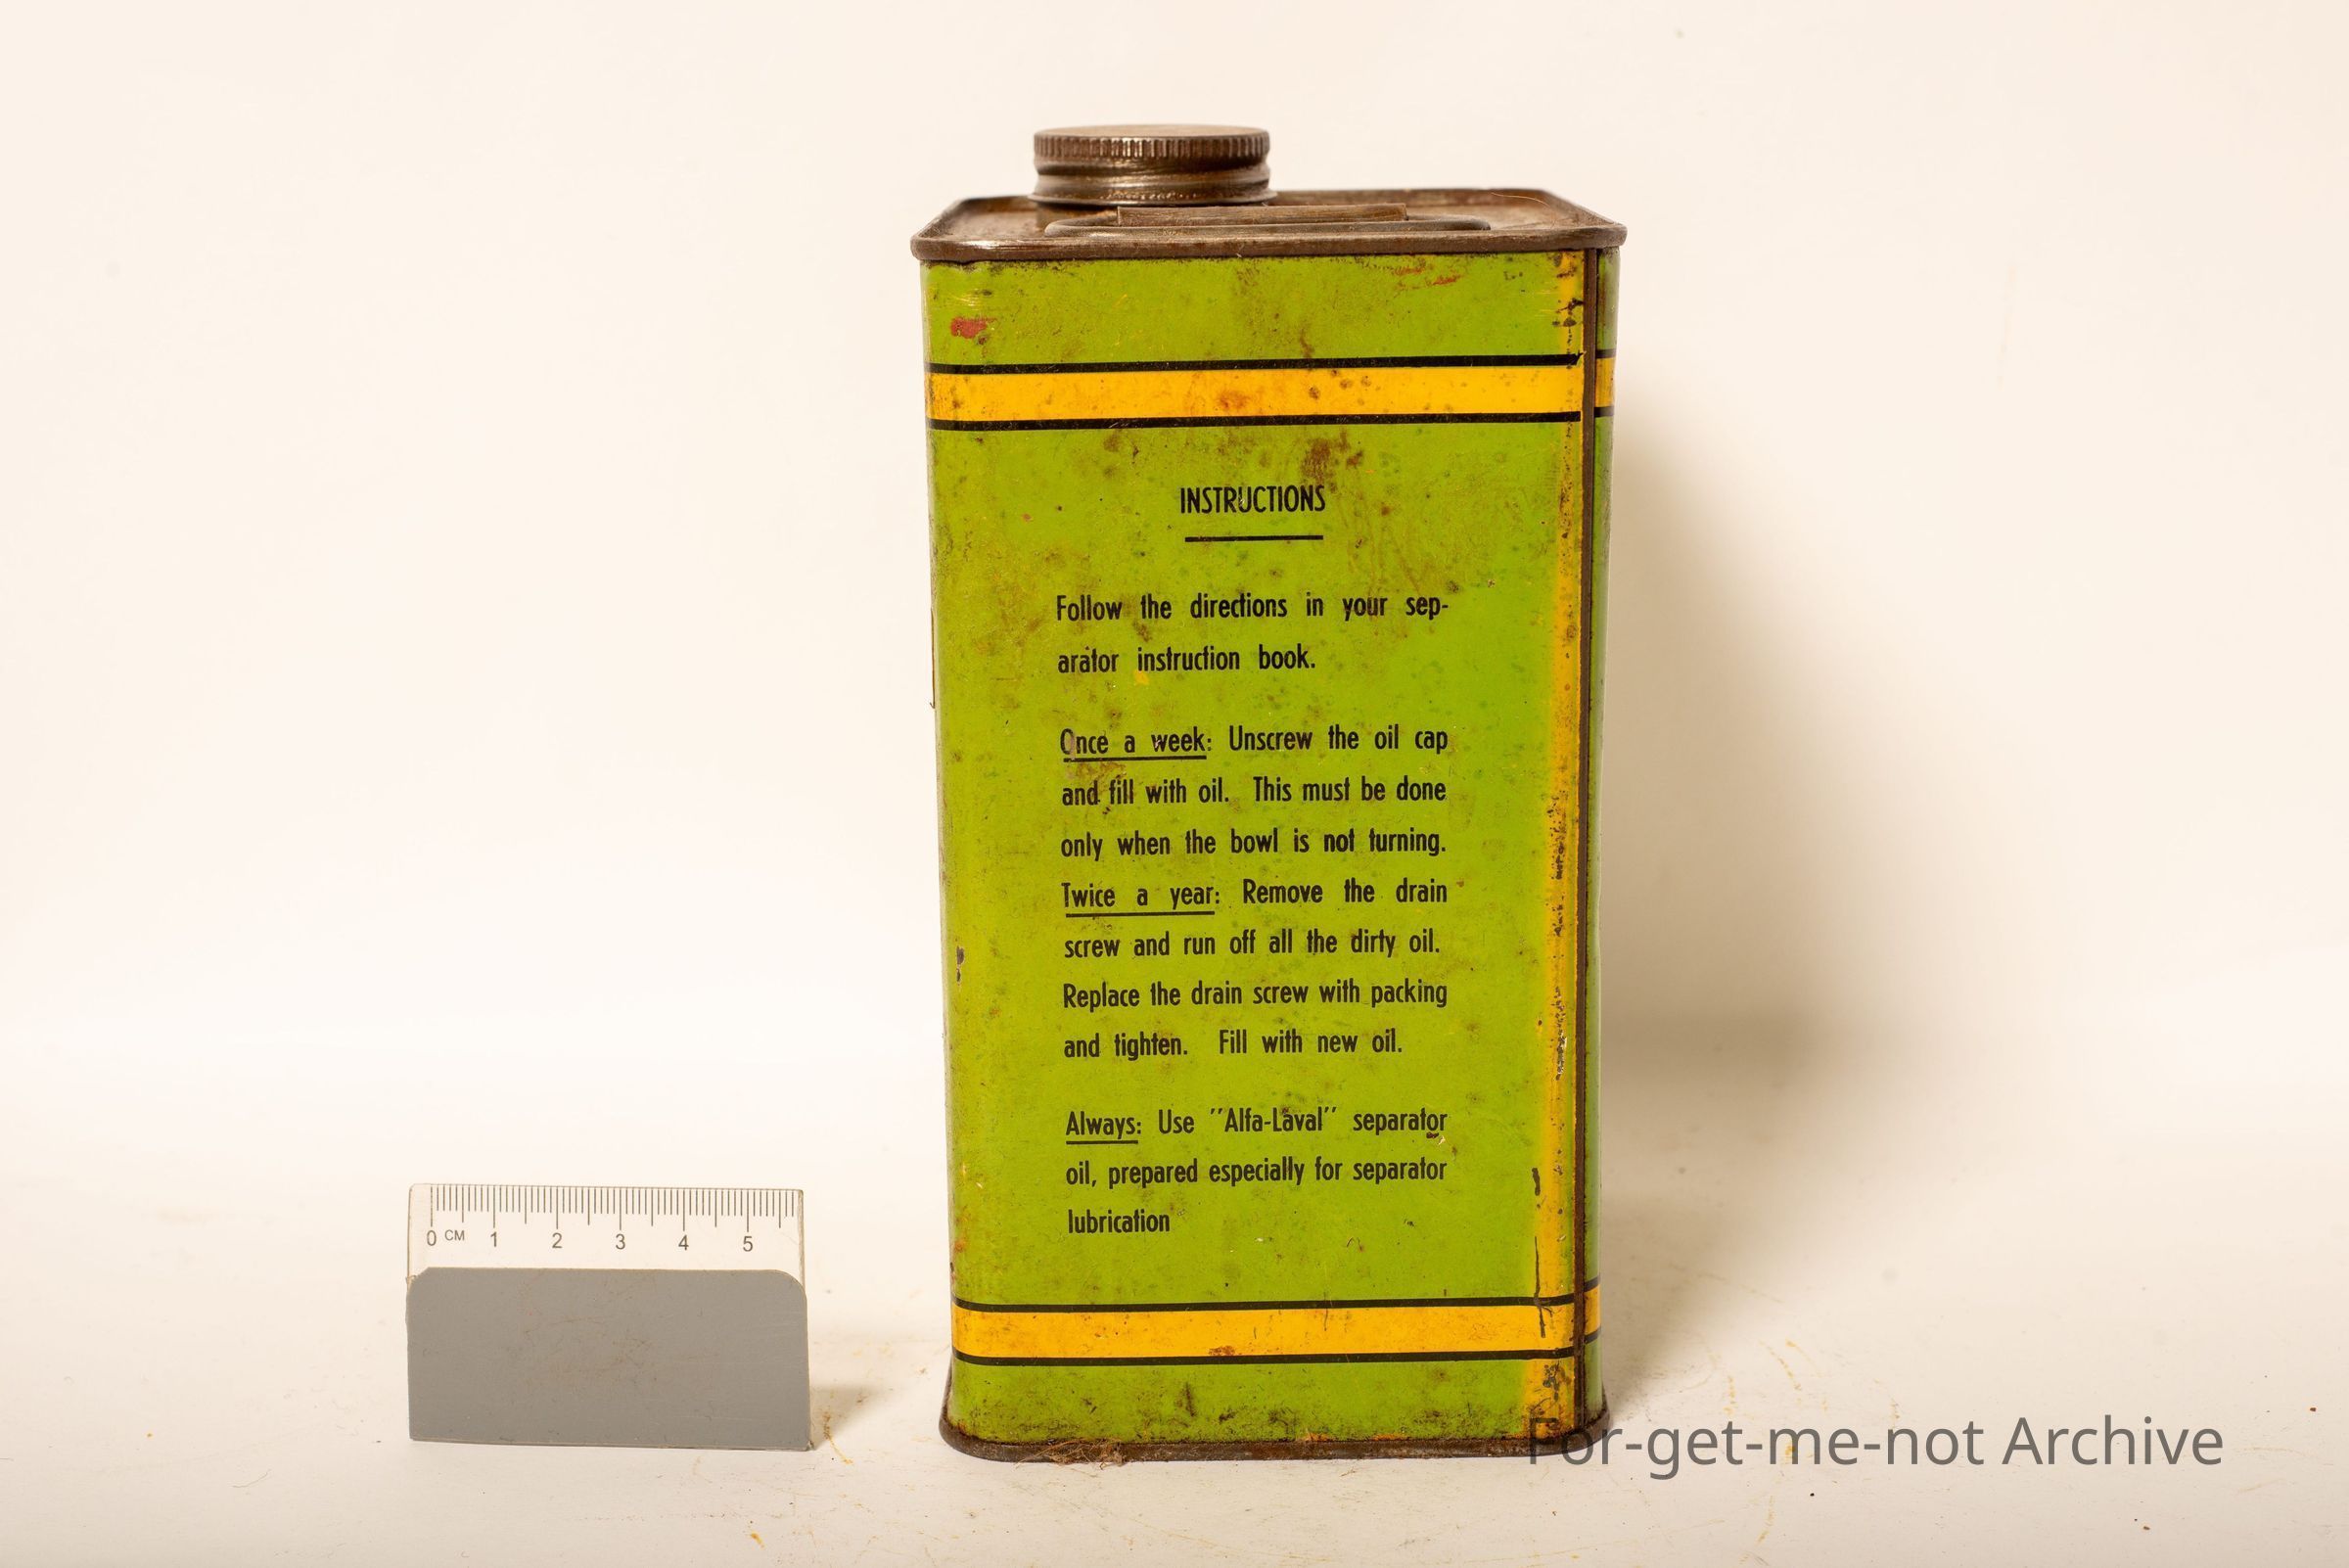 INSTRUCTIONS
Follow the directions in your sep-
arator instruction book.
Once a week: Unscrew the oil cap
and fill with oil. This must be done
only when the bowl is not turning.
Twice a year: Remove the drain
screw and run off all the dirty oil.
Replace the drain screw with packing
and tighten. Fill with new oil.
Always: Use "Alfa-Laval" separator
oil, prepared especially for separator
lubrication
0 CM 1 2 3 4 5
For-get-me-not Archive